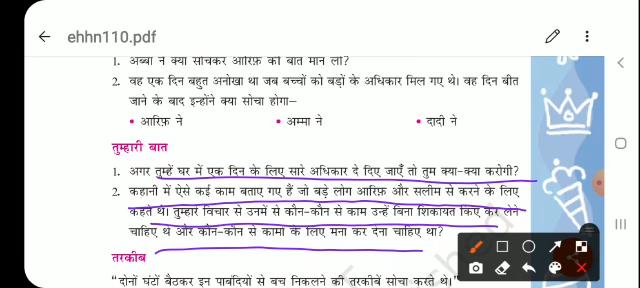 ehhn110.pdf
1. अब्बा ने क्या सोचकर आरिफ़ की बात मान ली?
2. वह एक दिन बहुत अनोखा था जब बच्चों को बड़ों के अधिकार मिल गए थे। वह दिन बीत
जाने के बाद इन्होंने क्या सोचा होगा—
• आरिफ़ ने • अम्मा ने • दादी ने
तुम्हारी बात
1. अगर तुम्हें घर में एक दिन के लिए सारे अधिकार दे दिए जाएँ तो तुम क्या-क्या करोगी?
2. कहानी में ऐसे कई काम बताए गए हैं जो बड़े लोग आरिफ़ और सलीम से करने के लिए
कहते थे। तुम्हारे विचार से उनमें से कौन-कौन से काम उन्हें बिना शिकायत किए कर लेने
चाहिए थे और कौन-कौन से कामों के लिए मना कर देना चाहिए था?
तरकीब
"दोनों घंटों बैठकर इन पाबंदियों से बच निकलने की तरकीबें सोचा करते थे।"